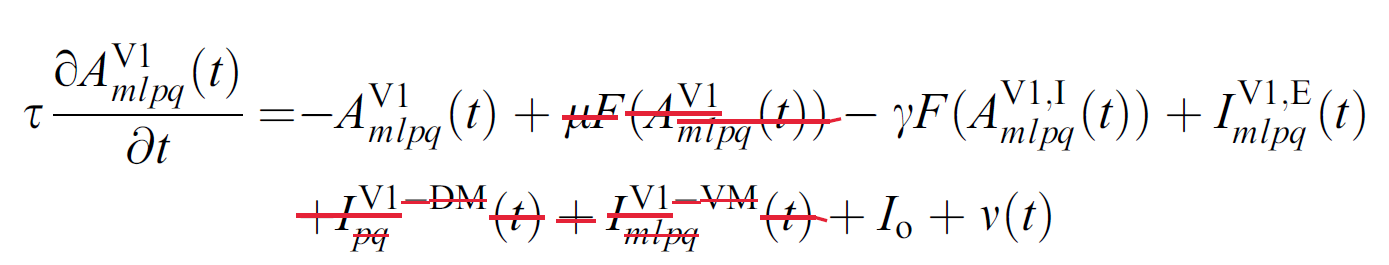 τ ∂A^{V1}_{mlpq}(t) / ∂t = −A^{V1}_{mlpq}(t) + μF(A^{V1}_{mlpq}(t)) − γF(A^{V1,I}_{mlpq}(t)) + I^{V1,E}_{mlpq}(t)
+ I^{V1−DM}_{pq}(t) + I^{V1−VM}_{mlpq}(t) + I_o + v(t)